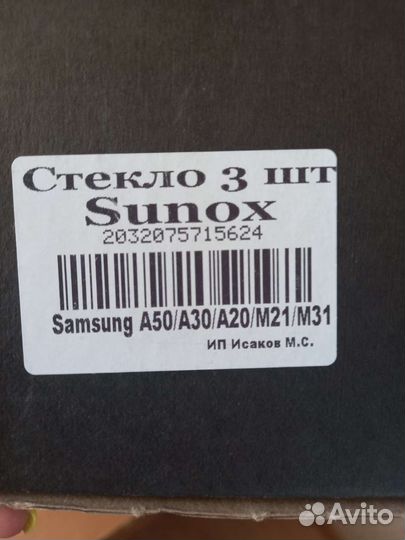 Стекло 3 шт
Sunox
2032075715624
Samsung A50/A30/A20/M21/M31
ИП Исаков М.С.
Avito